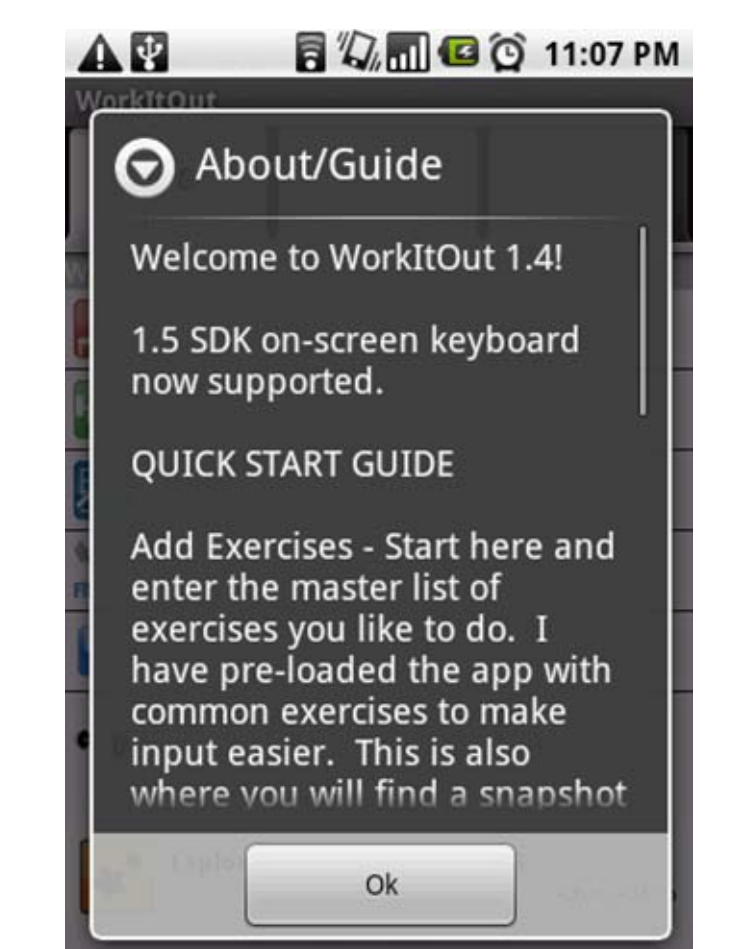 11:07 PM
WorkItOut
About/Guide
Welcome to WorkItOut 1.4!
1.5 SDK on-screen keyboard
now supported.
QUICK START GUIDE
Add Exercises - Start here and
enter the master list of
exercises you like to do.  I
have pre-loaded the app with
common exercises to make
input easier.  This is also
where you will find a snapshot
Ok